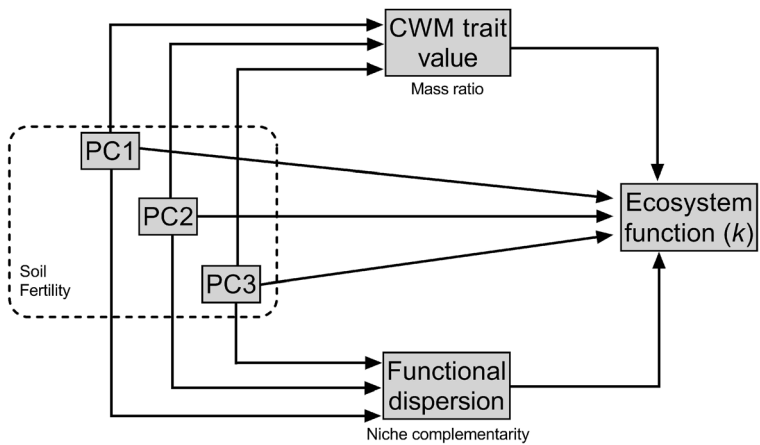 CWM trait
value
Mass ratio
PC1
PC2
PC3
Soil
Fertility
Ecosystem
function (k)
Functional
dispersion
Niche complementarity